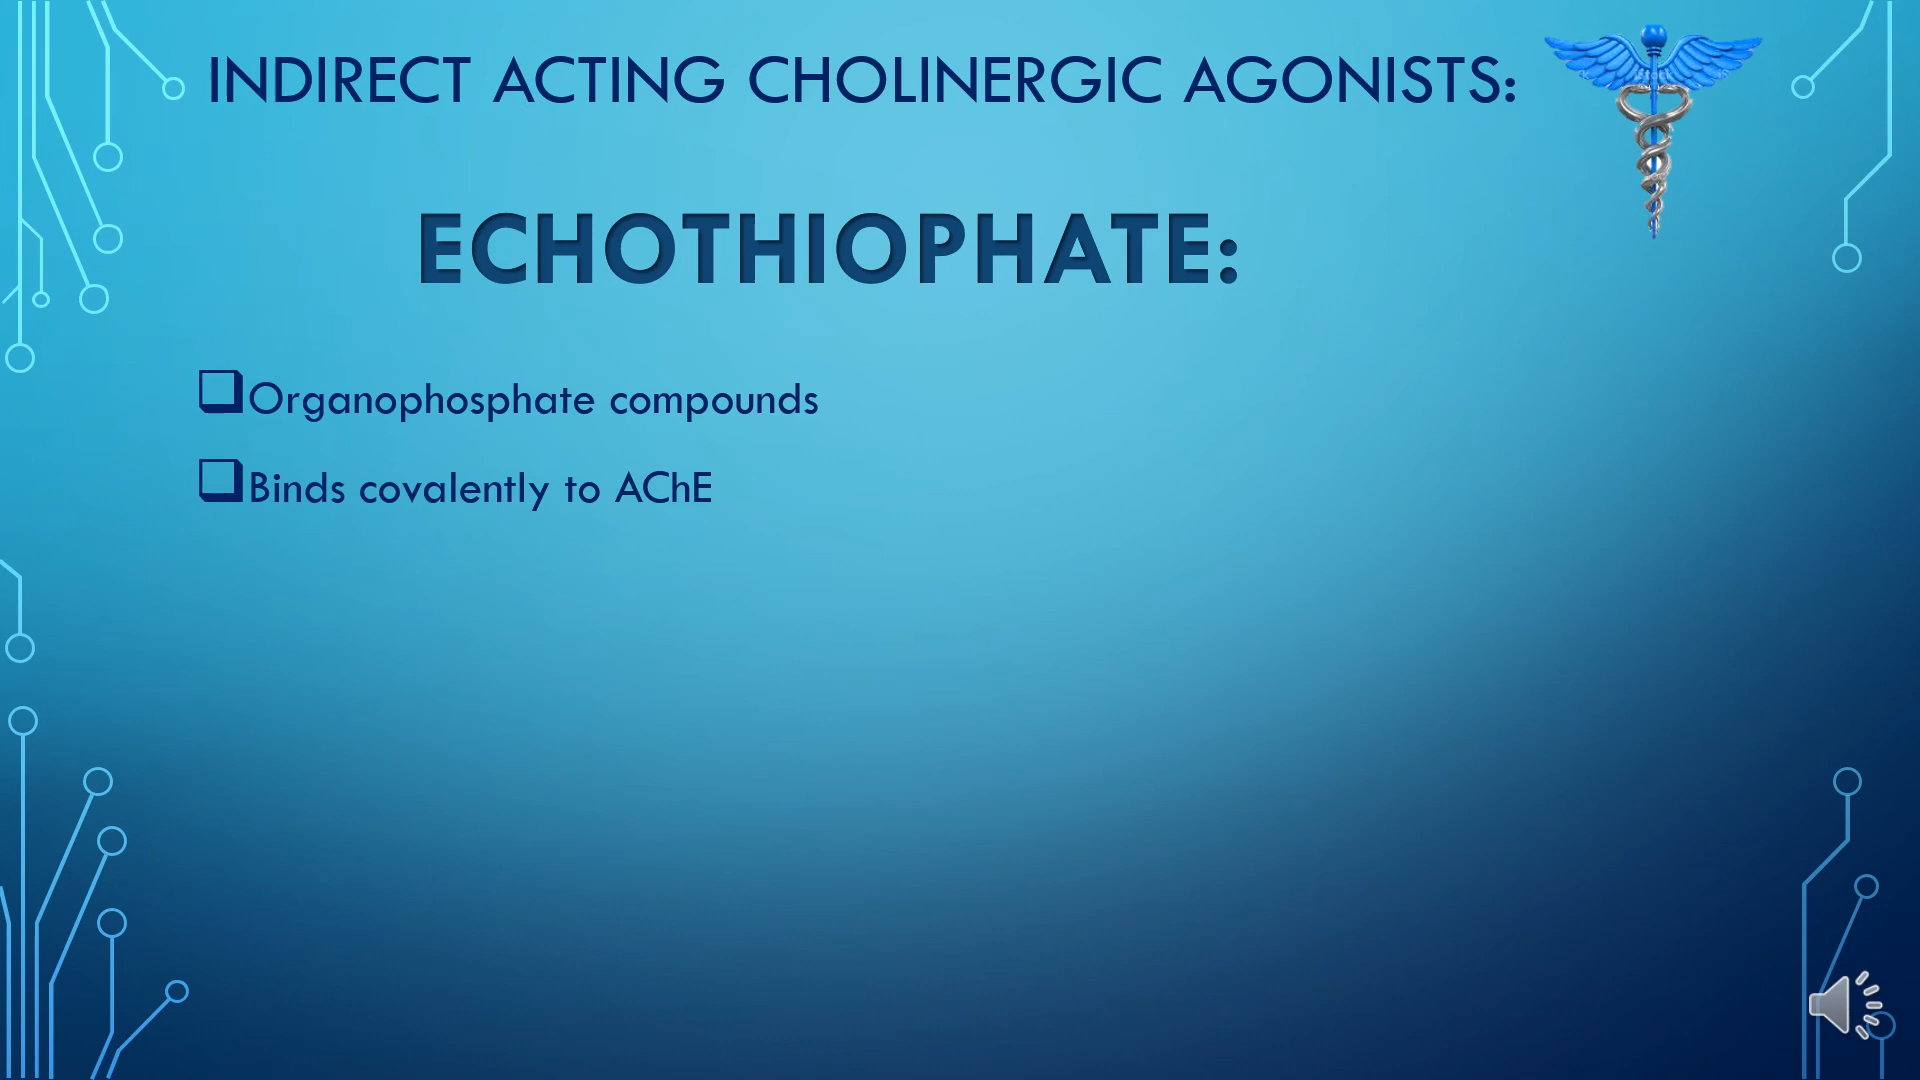 INDIRECT ACTING CHOLINERGIC AGONISTS:
ECHOTHIOPHATE:
Organophosphate compounds
Binds covalently to AChE